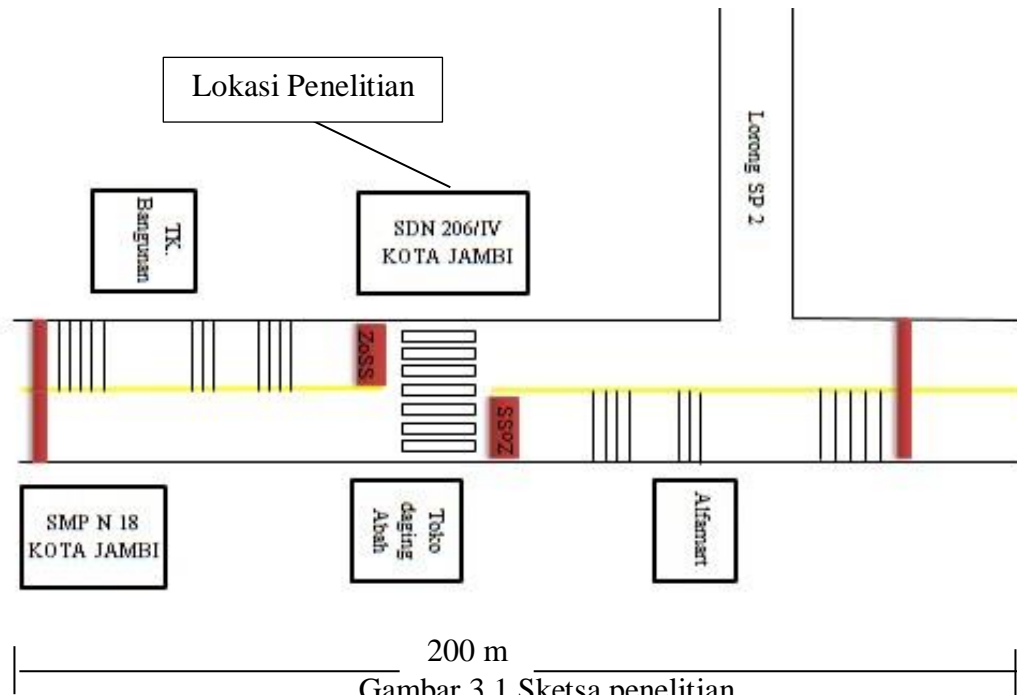 Lokasi Penelitian
Lorong SP 2
TK.
Bangunan
SDN 206/IV
KOTA JAMBI
ZoSS
ZoSS
SMP N 18
KOTA JAMBI
Toko
daging
Abah
Alfamart
200 m
Gambar 3.1 Sketsa penelitian